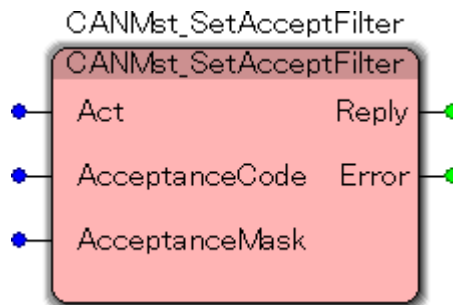 CANMst_SetAcceptFilter
CANMst_SetAcceptFilter
Act Reply
AcceptanceCode Error
AcceptanceMask